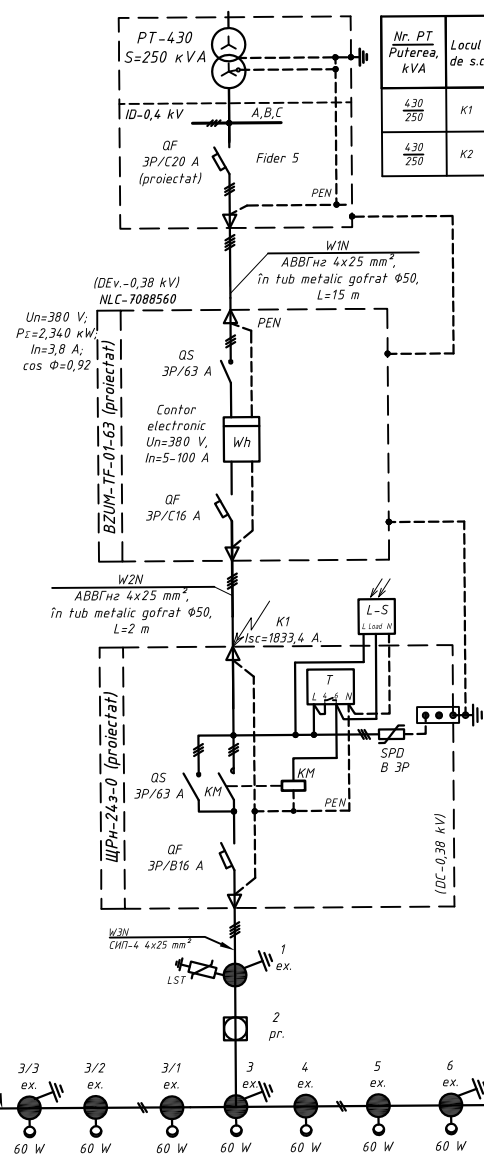 PT-430
S=250 кVA
Nr. PT
Puterea,
kVA
Locul
de s.c
430
250
K1
430
250
K2
ID-0,4 kV
A,B,C
QF
3P/C20 A
(proiectat)
Fider 5
PEN
W1N
АВВГнг 4x25 mm²,
în tub metalic gofrat Φ50,
L=15 m
(DEv.-0,38 kV)
NLC-7088560
Un=380 V;
PΣ=2,340 кW;
In=3,8 A;
cos Φ=0,92
PEN
BZUM-TF-01-63 (proiectat)
QS
3P/63 A
Contor
electronic
Un=380 V,
In=5-100 A
Wh
QF
3P/C16 A
W2N
АВВГнг 4x25 mm²,
în tub metalic gofrat Φ50,
L=2 m
K1
Isc=1833,4 A.
L-S
L Load N
ЩРн-24з-0 (proiectat)
T
L 4 6 N
SPD
B 3P
QS
3P/63 A
KM
KM
PEN
QF
3P/B16 A
(DC-0,38 kV)
W3N
СИП-4 4x25 mm²
LST
1
ex.
2
pr.
3/3
ex.
3/2
ex.
3/1
ex.
3
ex.
4
ex.
5
ex.
6
ex.
60 W
60 W
60 W
60 W
60 W
60 W
60 W